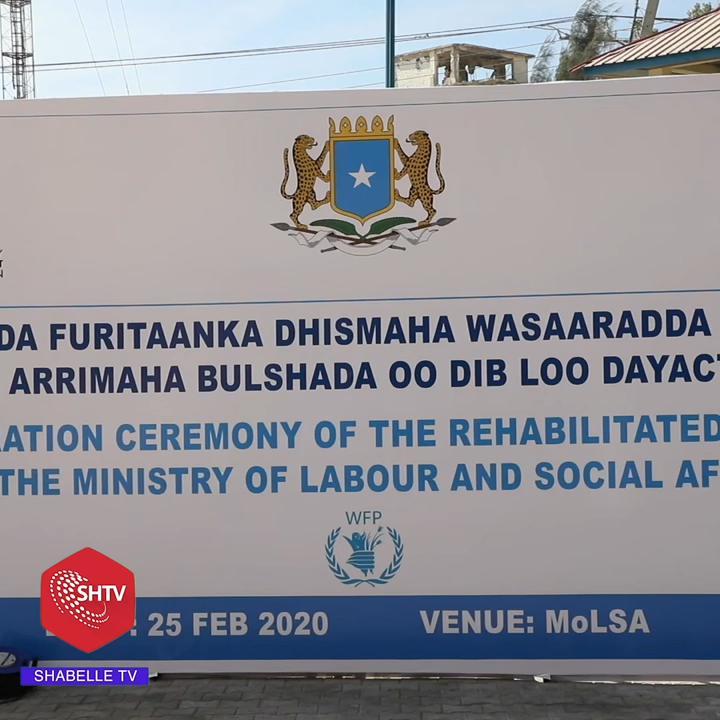 DA FURITAANKA DHISMAHA WASAARADDA
ARRIMAHA BULSHADA OO DIB LOO DAYAC
ATION CEREMONY OF THE REHABILITATED
THE MINISTRY OF LABOUR AND SOCIAL AF
WFP
: 25 FEB 2020 VENUE: MoLSA
SHTV
SHABELLE TV